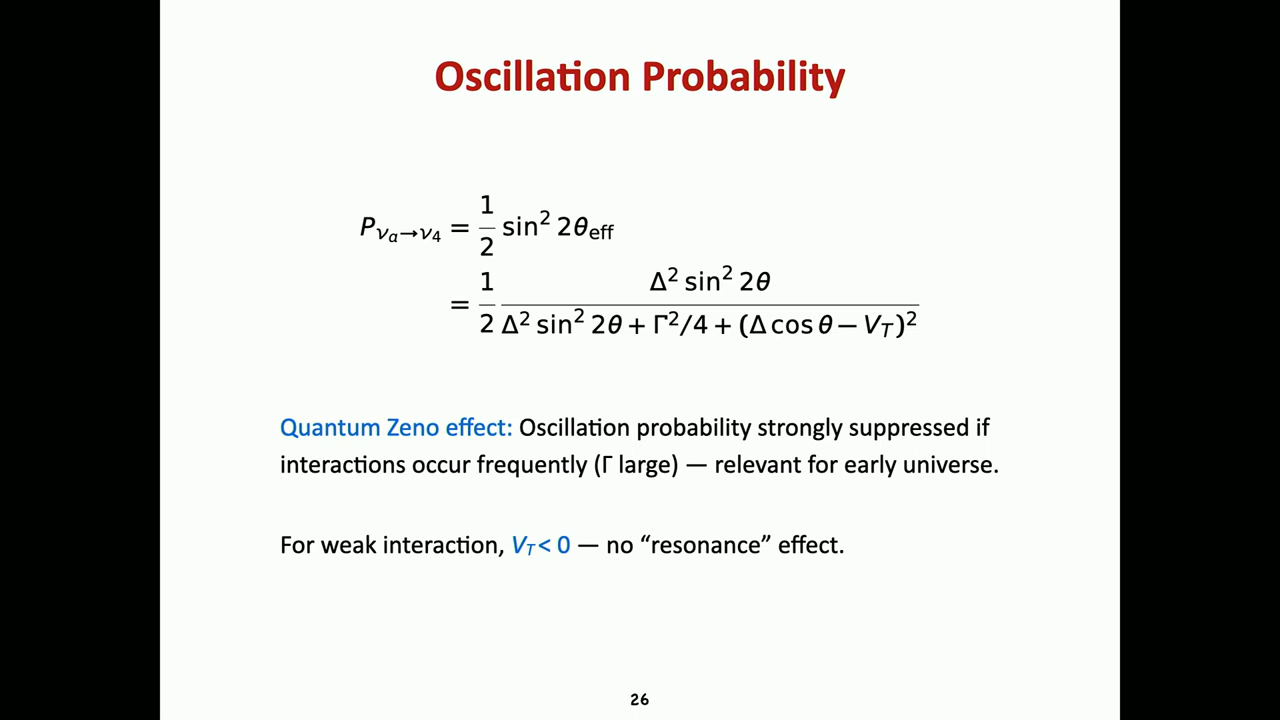 Oscillation Probability
P_{ν_a→ν_4} = 1/2 sin² 2θ_eff
= 1/2 Δ² sin² 2θ / Δ² sin² 2θ + Γ²/4 + (Δ cos θ − V_T)²
Quantum Zeno effect: Oscillation probability strongly suppressed if
interactions occur frequently (Γ large) — relevant for early universe.
For weak interaction, V_T < 0 — no “resonance” effect.
26